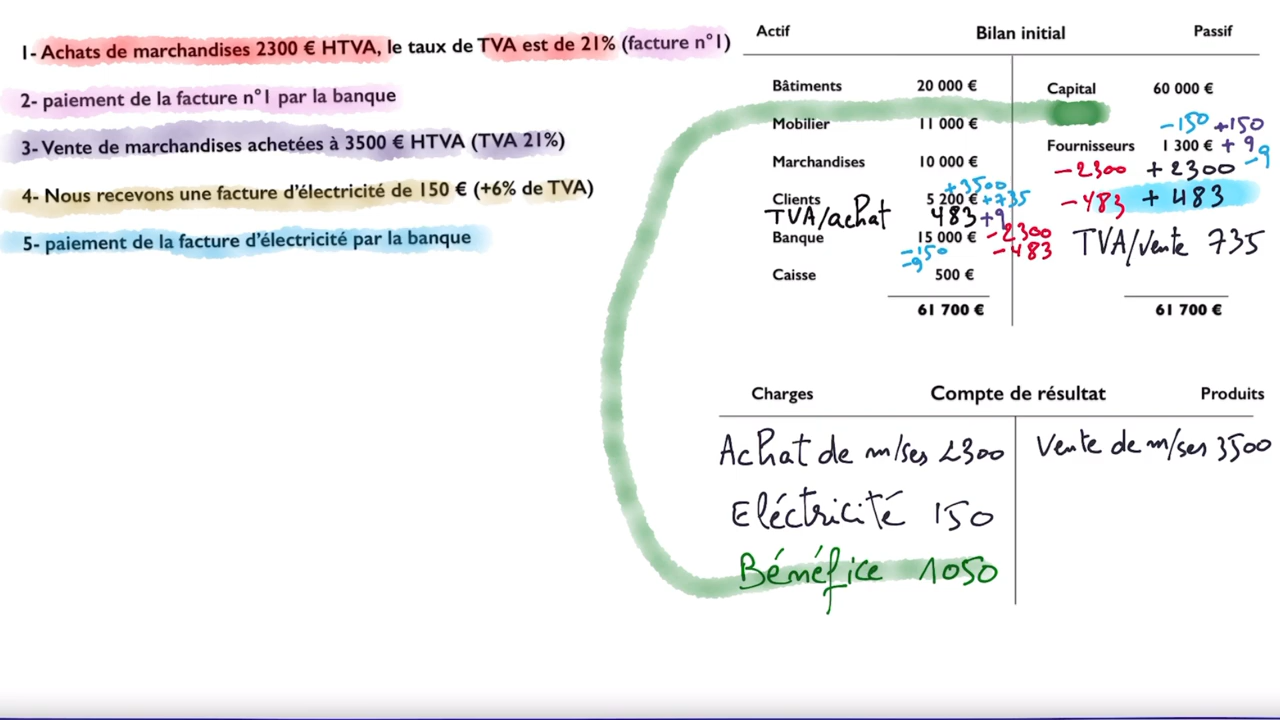 1- Achats de marchandises 2300 € HTVA, le taux de TVA est de 21% (facture n°1)
2- paiement de la facture n°1 par la banque
3- Vente de marchandises achetées à 3500 € HTVA (TVA 21%)
4- Nous recevons une facture d'électricité de 150 € (+6% de TVA)
5- paiement de la facture d'électricité par la banque
Actif Bilan initial Passif
Bâtiments 20 000 € Capital 60 000 €
-150 +150
Mobilier 11 000 €
Fournisseurs 1 300 € + 9 -9
Marchandises 10 000 € -2300 + 2300
+3500
Clients 5 200 € +735 -483 + 483
TVA/achat 483 +9
Banque 15 000 € -2300 TVA/Vente 735
-150 -483
-9
Caisse 500 €
61 700 € 61 700 €
Charges Compte de résultat Produits
Achat de m/ses 2300 Vente de m/ses 3500
Eléctricité 150
Bénéfice 1050